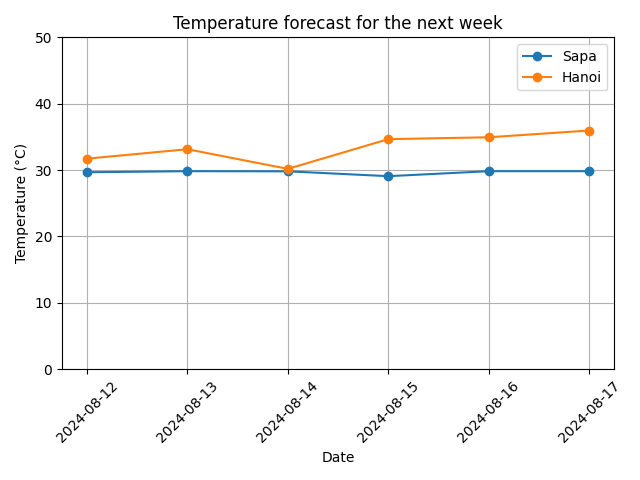 Temperature forecast for the next week
Sapa
Hanoi
Temperature (°C)
50
40
30
20
10
0
2024-08-12
2024-08-13
2024-08-14
2024-08-15
2024-08-16
2024-08-17
Date